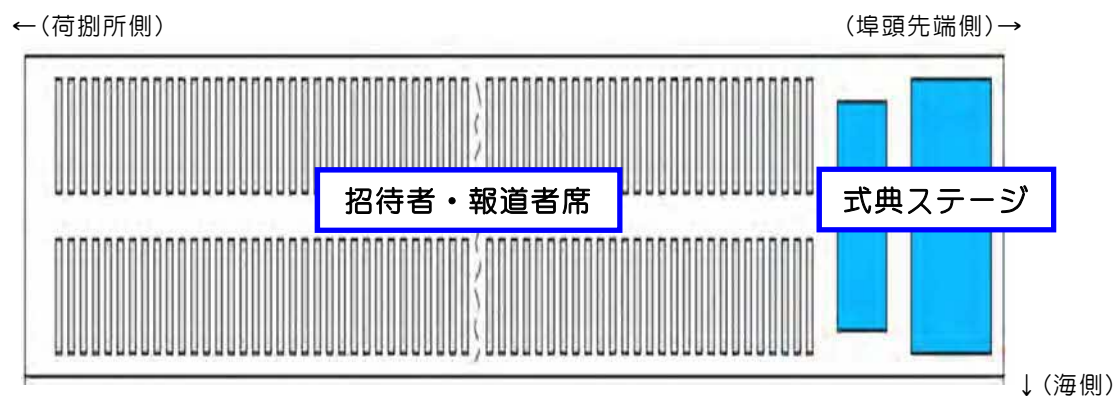 ←(荷捌所側)
(埠頭先端側)→
招待者・報道者席
式典ステージ
↓(海側)